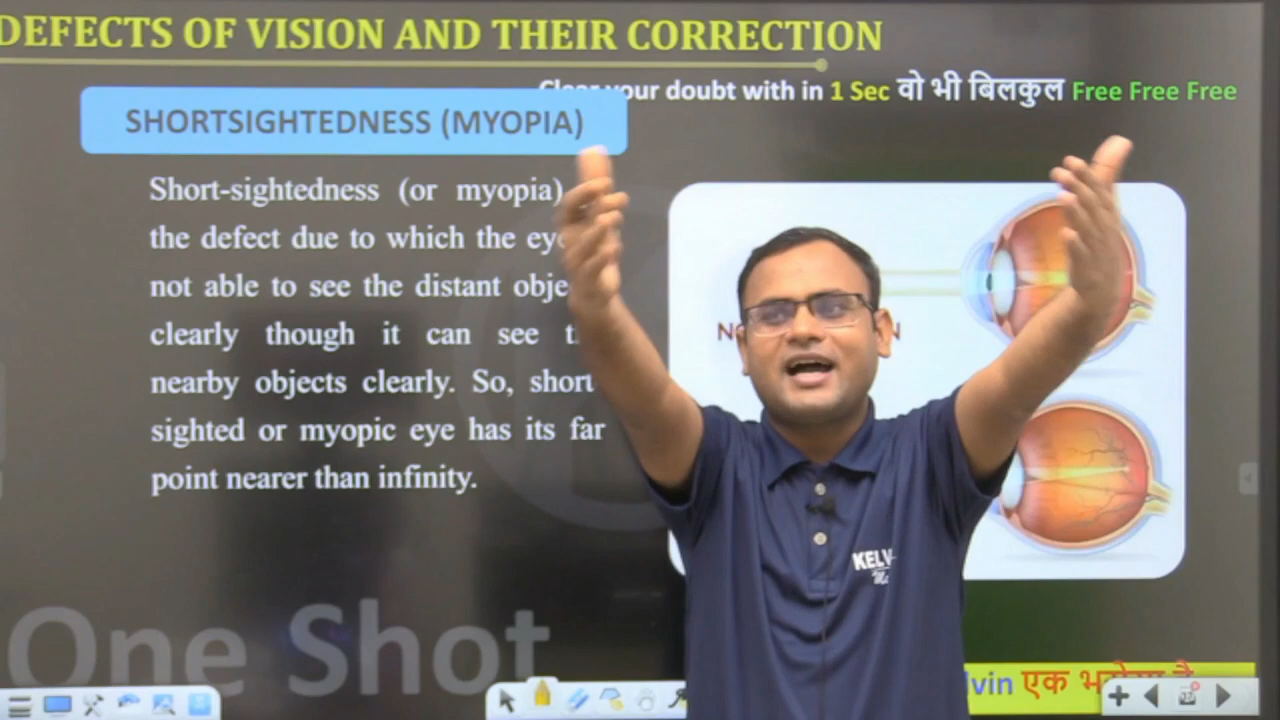 DEFECTS OF VISION AND THEIR CORRECTION
Clear your doubt with in 1 Sec वो भी बिलकुल Free Free Free
SHORTSIGHTEDNESS (MYOPIA)
Short-sightedness (or myopia)
the defect due to which the eye
not able to see the distant
clearly though it can see
nearby objects clearly. So, short
sighted or myopic eye has its far
point nearer than infinity.
One Shot
एक है